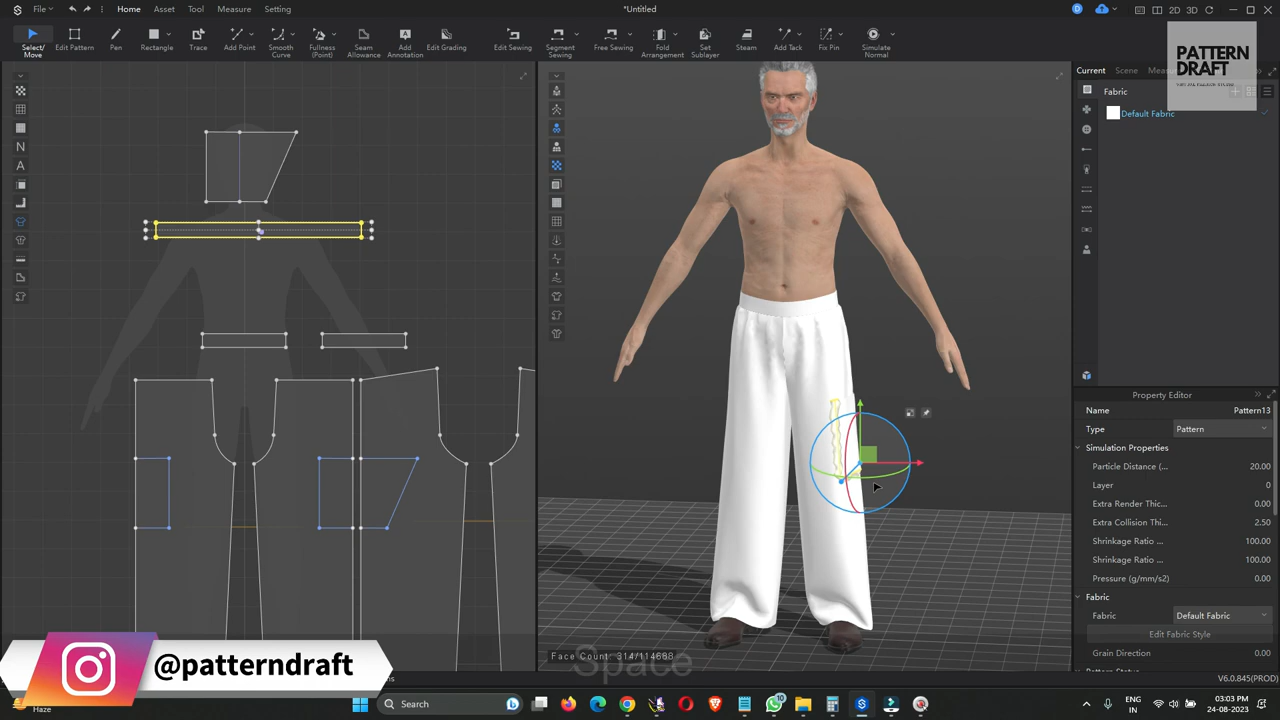 File
Home
Asset
Tool
Measure
Setting
*Untitled
2D
3D
Select/
Move
Edit Pattern
Pen
Rectangle
Trace
Add Point
Smooth
Curve
Fullness
(Point)
Seam
Allowance
Add
Annotation
Edit Grading
Edit Sewing
Segment
Sewing
Free Sewing
Fold
Arrangement
Set
Sublayer
Steam
Add Tack
Fix Pin
Simulate
Normal
PATTERN
DRAFT
Current
Scene
Fabric
Default Fabric
Property Editor
Name
Pattern13
Type
Pattern
Simulation Properties
Particle Distance (...
20.00
Layer
0
Extra Render Thic...
0.00
Extra Collision Thi...
2.50
Shrinkage Ratio ...
100.00
Shrinkage Ratio ...
100.00
Pressure (g/mm/s2)
0.00
Fabric
Fabric
Default Fabric
Edit Fabric Style
Grain Direction
0.00
Face Count: 314/114688
Space
@patterndraft
V6.0.845(PROD)
Haze
Search
10
ENG
IN
03:03 PM
24-08-2023